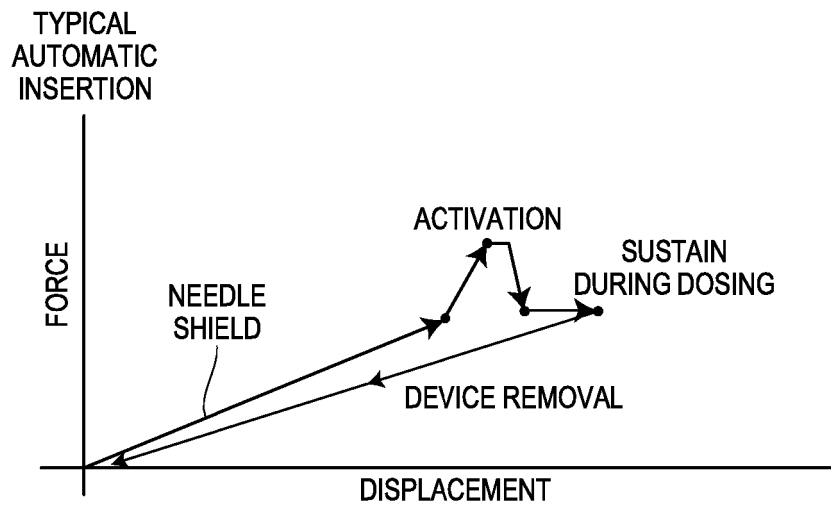 TYPICAL
AUTOMATIC
INSERTION
ACTIVATION
SUSTAIN
DURING DOSING
NEEDLE
SHIELD
FORCE
DEVICE REMOVAL
DISPLACEMENT